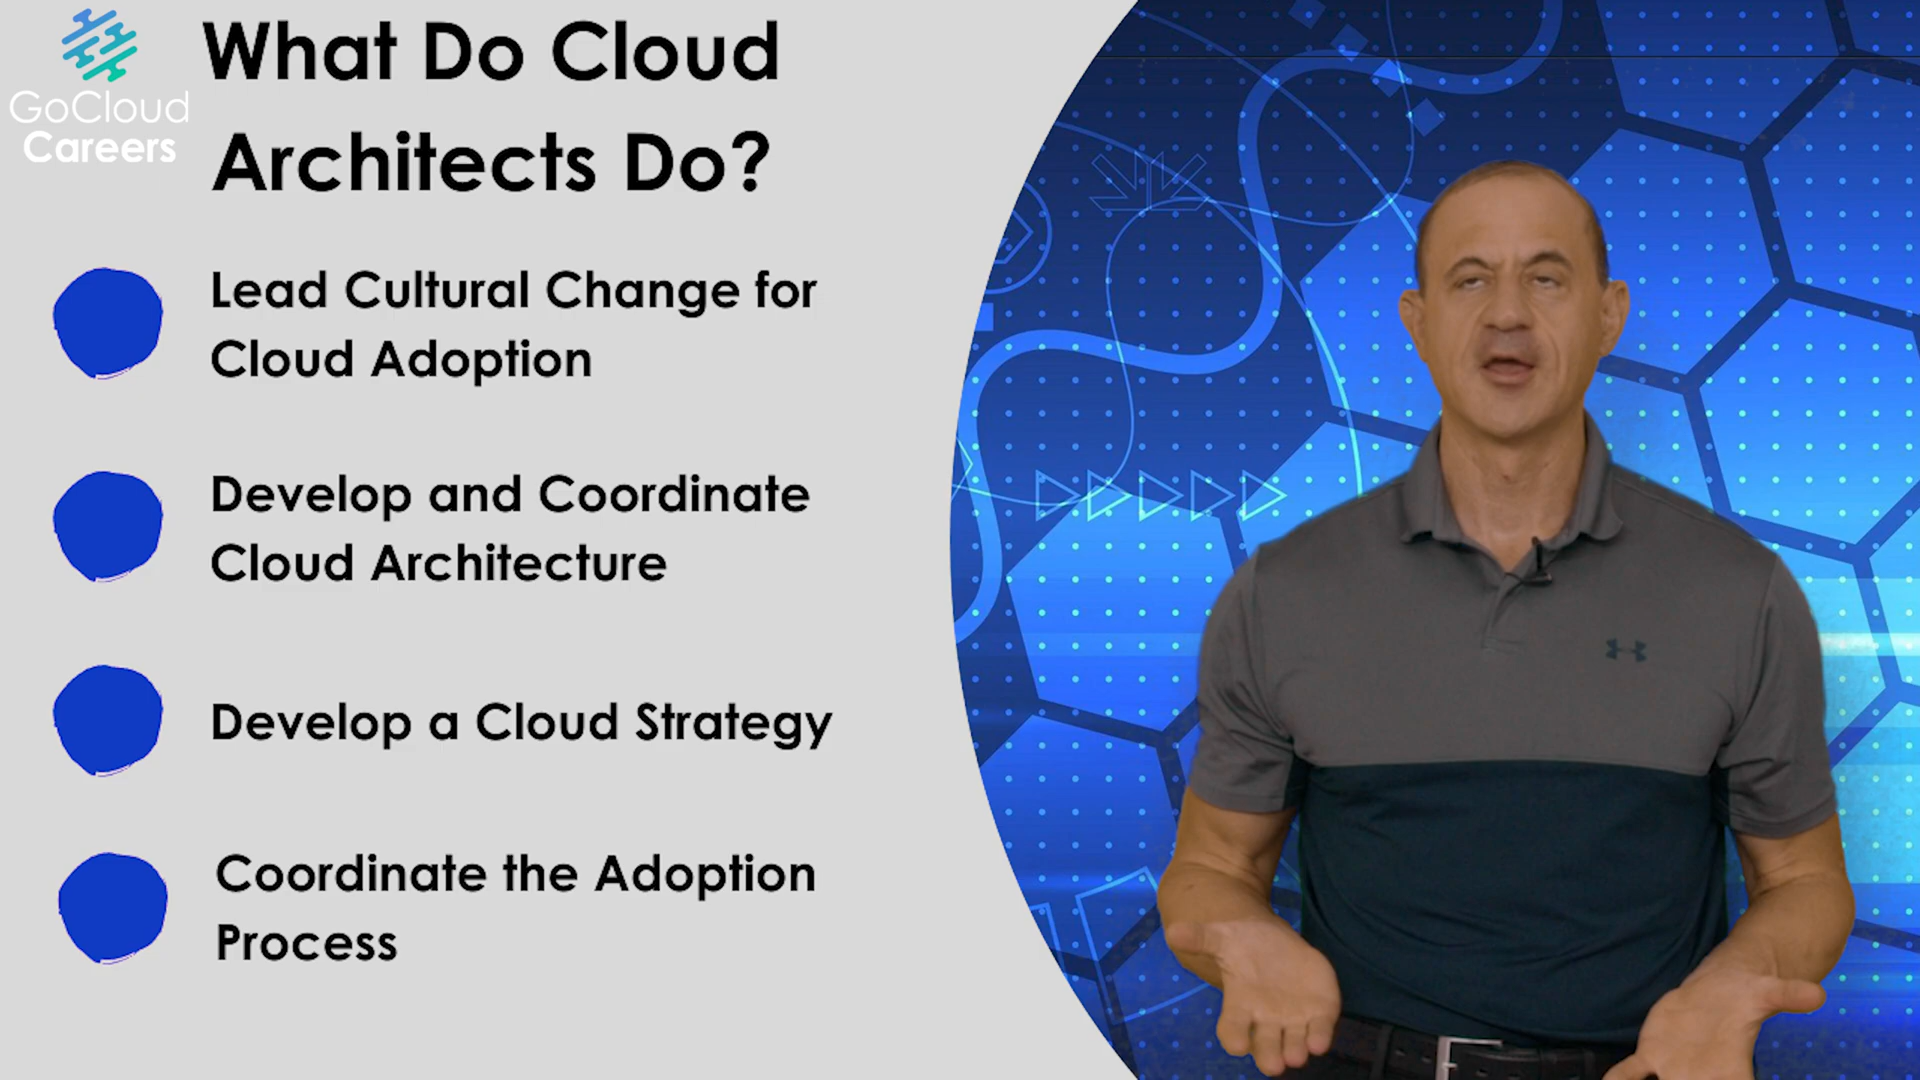 GoCloud
Careers
What Do Cloud
Architects Do?
Lead Cultural Change for
Cloud Adoption
Develop and Coordinate
Cloud Architecture
Develop a Cloud Strategy
Coordinate the Adoption
Process